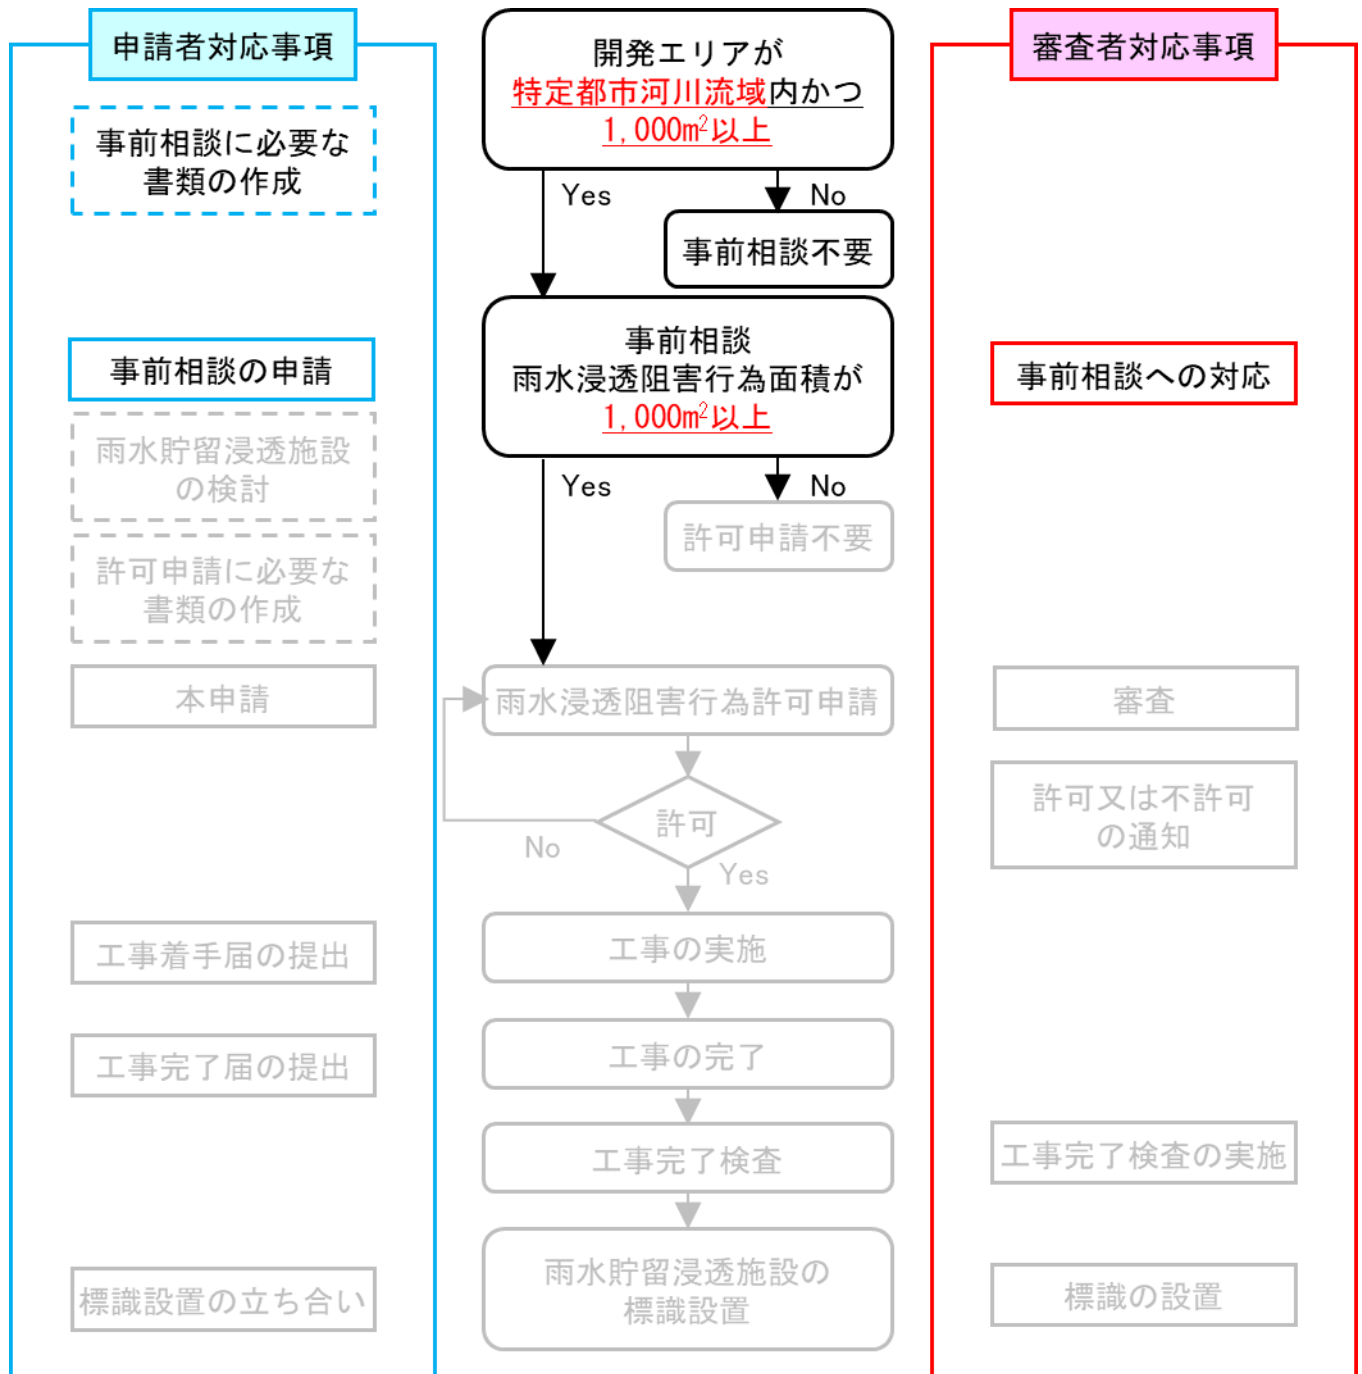 申請者対応事項
事前相談に必要な
書類の作成
事前相談の申請
雨水貯留浸透施設
の検討
許可申請に必要な
書類の作成
本申請
工事着手届の提出
工事完了届の提出
標識設置の立ち合い
開発エリアが
特定都市河川流域内かつ
1,000m²以上
Yes
No
事前相談不要
事前相談
雨水浸透阻害行為面積が
1,000m²以上
Yes
No
許可申請不要
雨水浸透阻害行為許可申請
許可
No
Yes
工事の実施
工事の完了
工事完了検査
雨水貯留浸透施設の
標識設置
審査者対応事項
事前相談への対応
審査
許可又は不許可
の通知
工事完了検査の実施
標識の設置